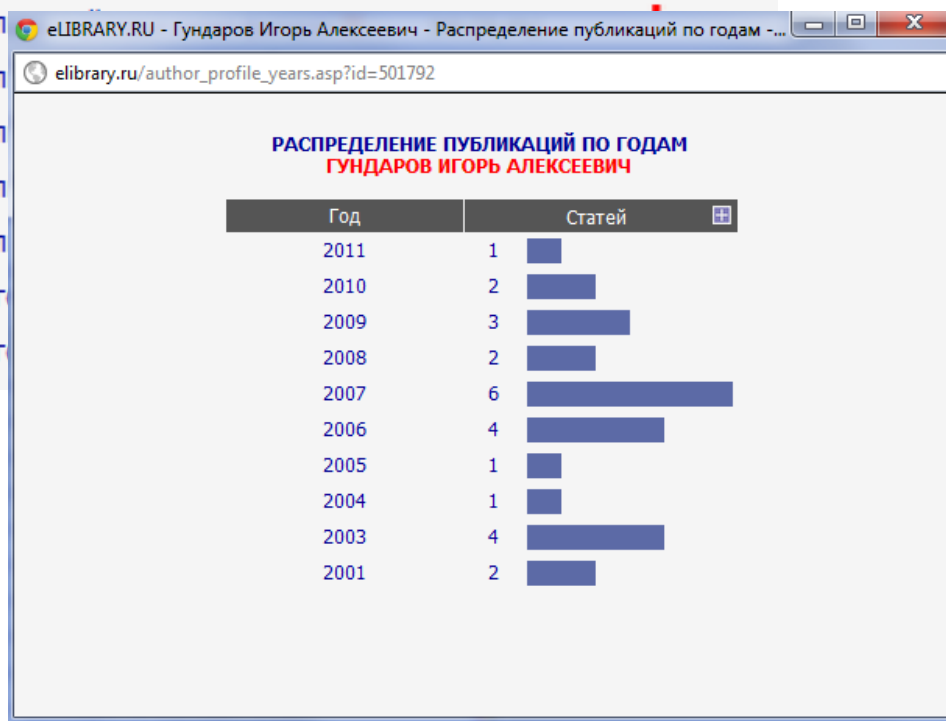 eLIBRARY.RU - Гундаров Игорь Алексеевич - Распределение публикаций по годам -...
elibrary.ru/author_profile_years.asp?id=501792
РАСПРЕДЕЛЕНИЕ ПУБЛИКАЦИЙ ПО ГОДАМ
ГУНДАРОВ ИГОРЬ АЛЕКСЕЕВИЧ
Год Статей
2011 1
2010 2
2009 3
2008 2
2007 6
2006 4
2005 1
2004 1
2003 4
2001 2